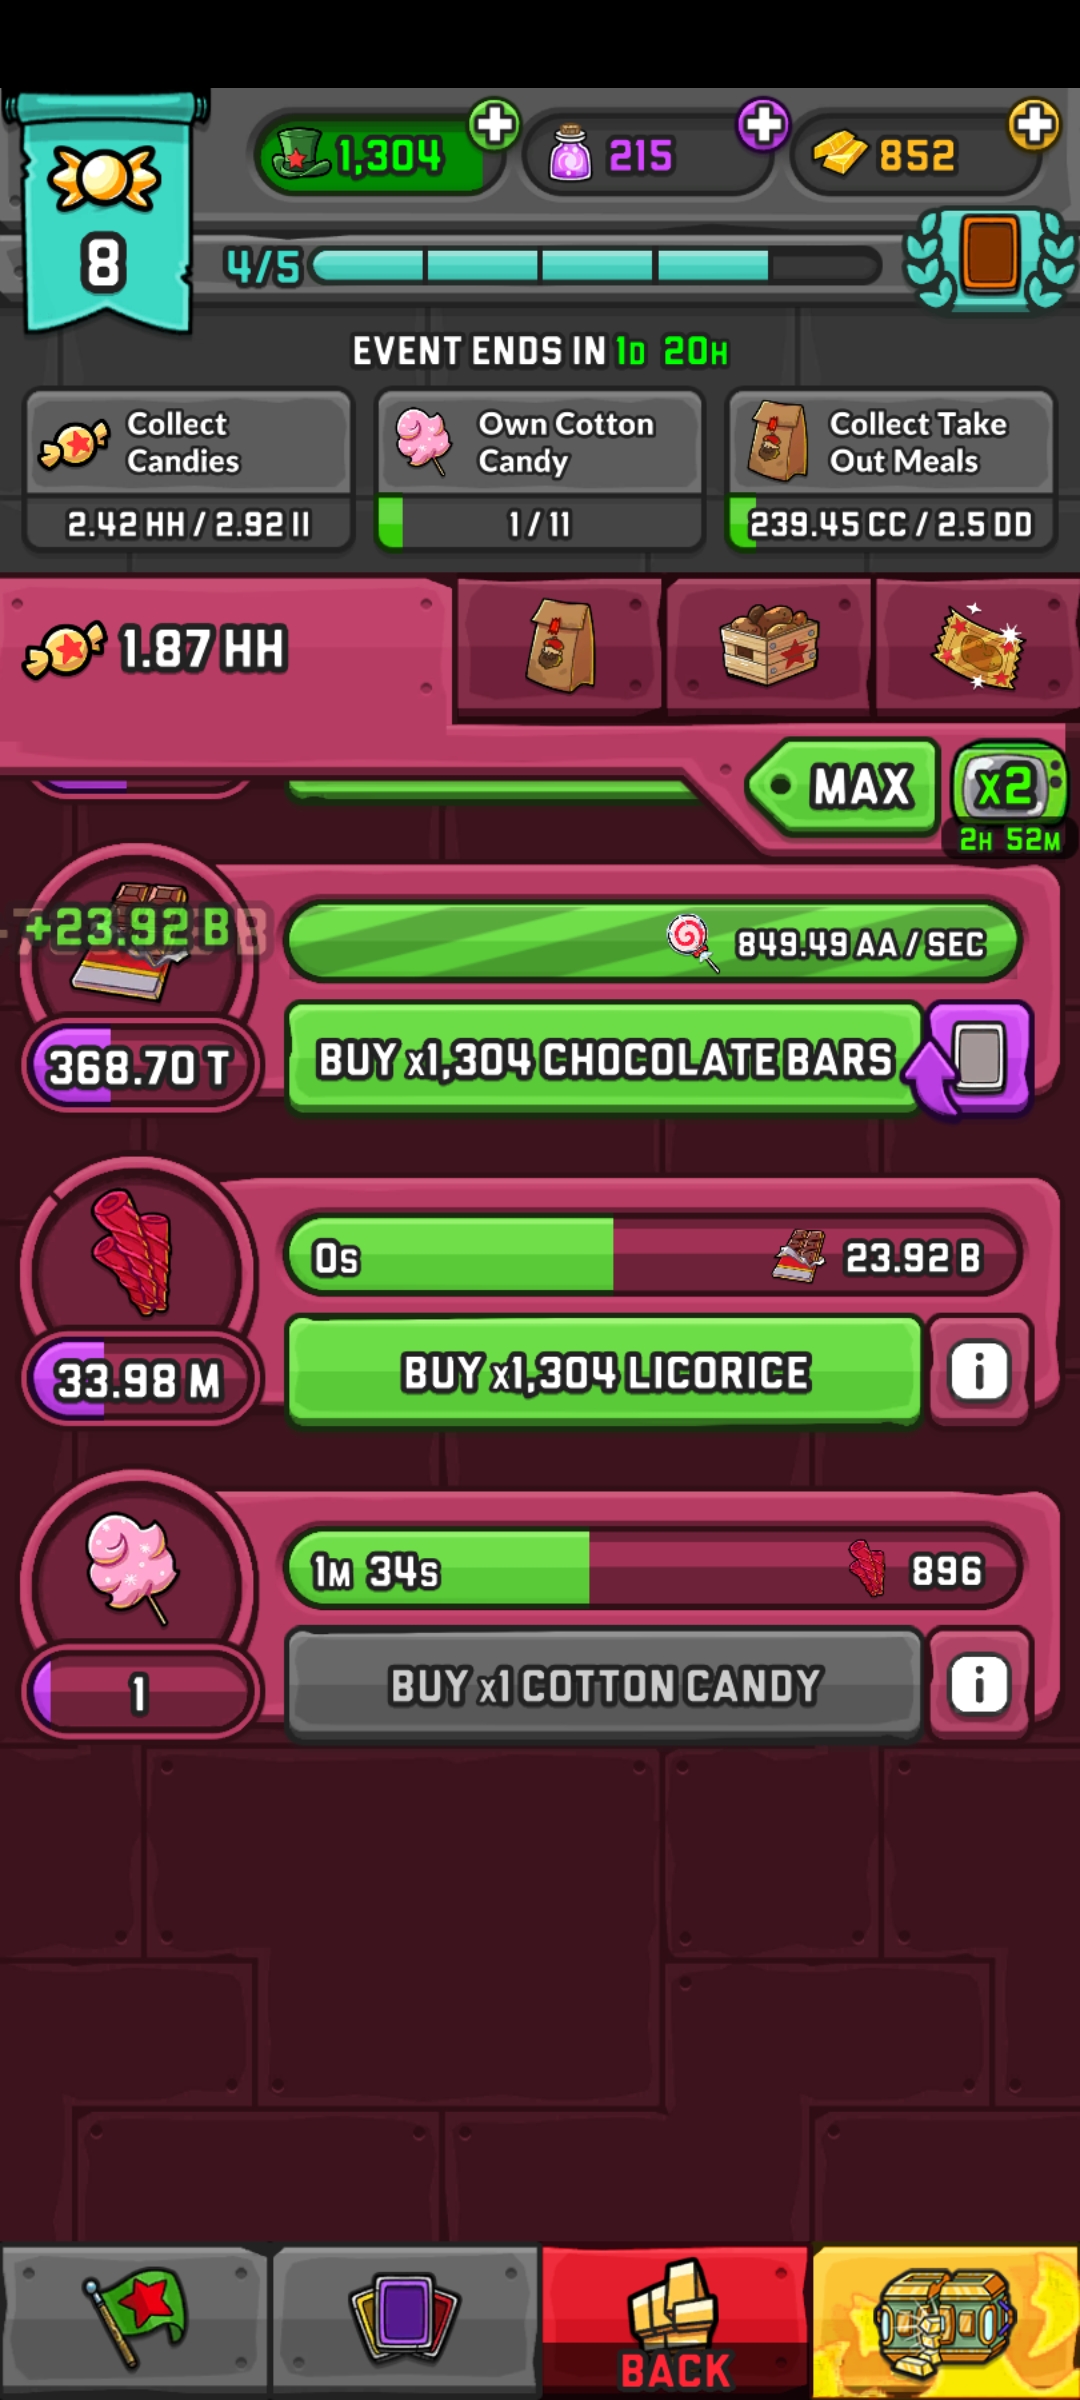 1,304
215
852
8
4/5
EVENT ENDS IN 1D 20H
Collect
Candies
2.42 HH / 2.92 II
Own Cotton
Candy
1 / 11
Collect Take
Out Meals
239.45 CC / 2.5 DD
1.87 HH
MAX
x2
2H 52M
+23.92 B
849.49 AA / SEC
368.70 T
BUY x1,304 CHOCOLATE BARS
0s
23.92 B
33.98 M
BUY x1,304 LICORICE
i
1M 34s
896
1
BUY x1 COTTON CANDY
i
BACK